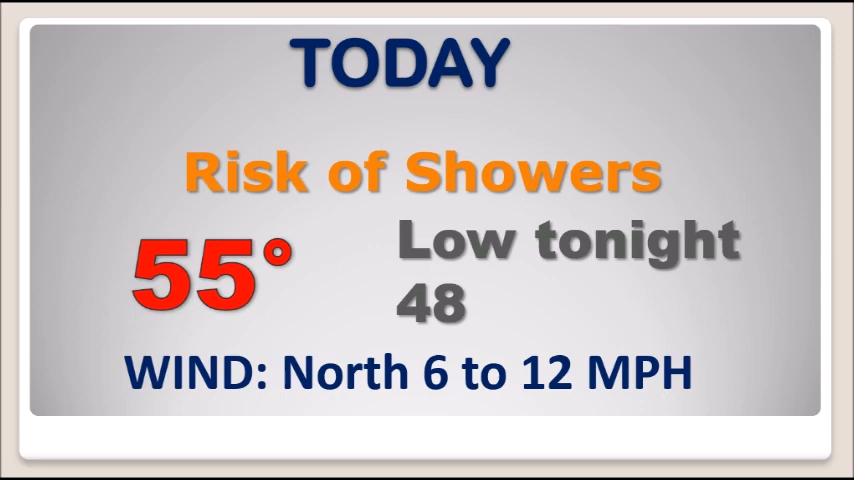 TODAY
Risk of Showers
55°
Low tonight
48
WIND: North 6 to 12 MPH